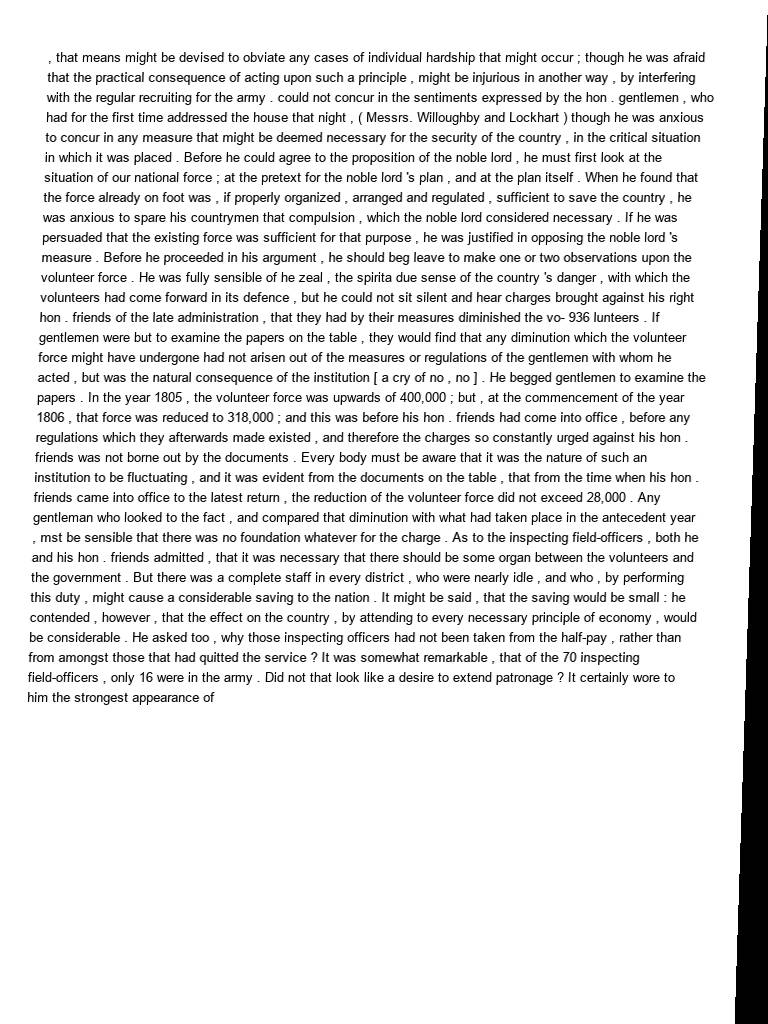 , that means might be devised to obviate any cases of individual hardship that might occur ; though he was afraid
that the practical consequence of acting upon such a principle , might be injurious in another way , by interfering
with the regular recruiting for the army . could not concur in the sentiments expressed by the hon . gentlemen , who
had for the first time addressed the house that night , ( Messrs. Willoughby and Lockhart ) though he was anxious
to concur in any measure that might be deemed necessary for the security of the country , in the critical situation
in which it was placed . Before he could agree to the proposition of the noble lord , he must first look at the
situation of our national force ; at the pretext for the noble lord 's plan , and at the plan itself . When he found that
the force already on foot was , if properly organized , arranged and regulated , sufficient to save the country , he
was anxious to spare his countrymen that compulsion , which the noble lord considered necessary . If he was
persuaded that the existing force was sufficient for that purpose , he was justified in opposing the noble lord 's
measure . Before he proceeded in his argument , he should beg leave to make one or two observations upon the
volunteer force . He was fully sensible of he zeal , the spirita due sense of the country 's danger , with which the
volunteers had come forward in its defence , but he could not sit silent and hear charges brought against his right
hon . friends of the late administration , that they had by their measures diminished the vo- 936 lunteers . If
gentlemen were but to examine the papers on the table , they would find that any diminution which the volunteer
force might have undergone had not arisen out of the measures or regulations of the gentlemen with whom he
acted , but was the natural consequence of the institution [ a cry of no , no ] . He begged gentlemen to examine the
papers . In the year 1805 , the volunteer force was upwards of 400,000 ; but , at the commencement of the year
1806 , that force was reduced to 318,000 ; and this was before his hon . friends had come into office , before any
regulations which they afterwards made existed , and therefore the charges so constantly urged against his hon .
friends was not borne out by the documents . Every body must be aware that it was the nature of such an
institution to be fluctuating , and it was evident from the documents on the table , that from the time when his hon .
friends came into office to the latest return , the reduction of the volunteer force did not exceed 28,000 . Any
gentleman who looked to the fact , and compared that diminution with what had taken place in the antecedent year
, mst be sensible that there was no foundation whatever for the charge . As to the inspecting field-officers , both he
and his hon . friends admitted , that it was necessary that there should be some organ between the volunteers and
the government . But there was a complete staff in every district , who were nearly idle , and who , by performing
this duty , might cause a considerable saving to the nation . It might be said , that the saving would be small : he
contended , however , that the effect on the country , by attending to every necessary principle of economy , would
be considerable . He asked too , why those inspecting officers had not been taken from the half-pay , rather than
from amongst those that had quitted the service ? It was somewhat remarkable , that of the 70 inspecting
field-officers , only 16 were in the army . Did not that look like a desire to extend patronage ? It certainly wore to
him the strongest appearance of